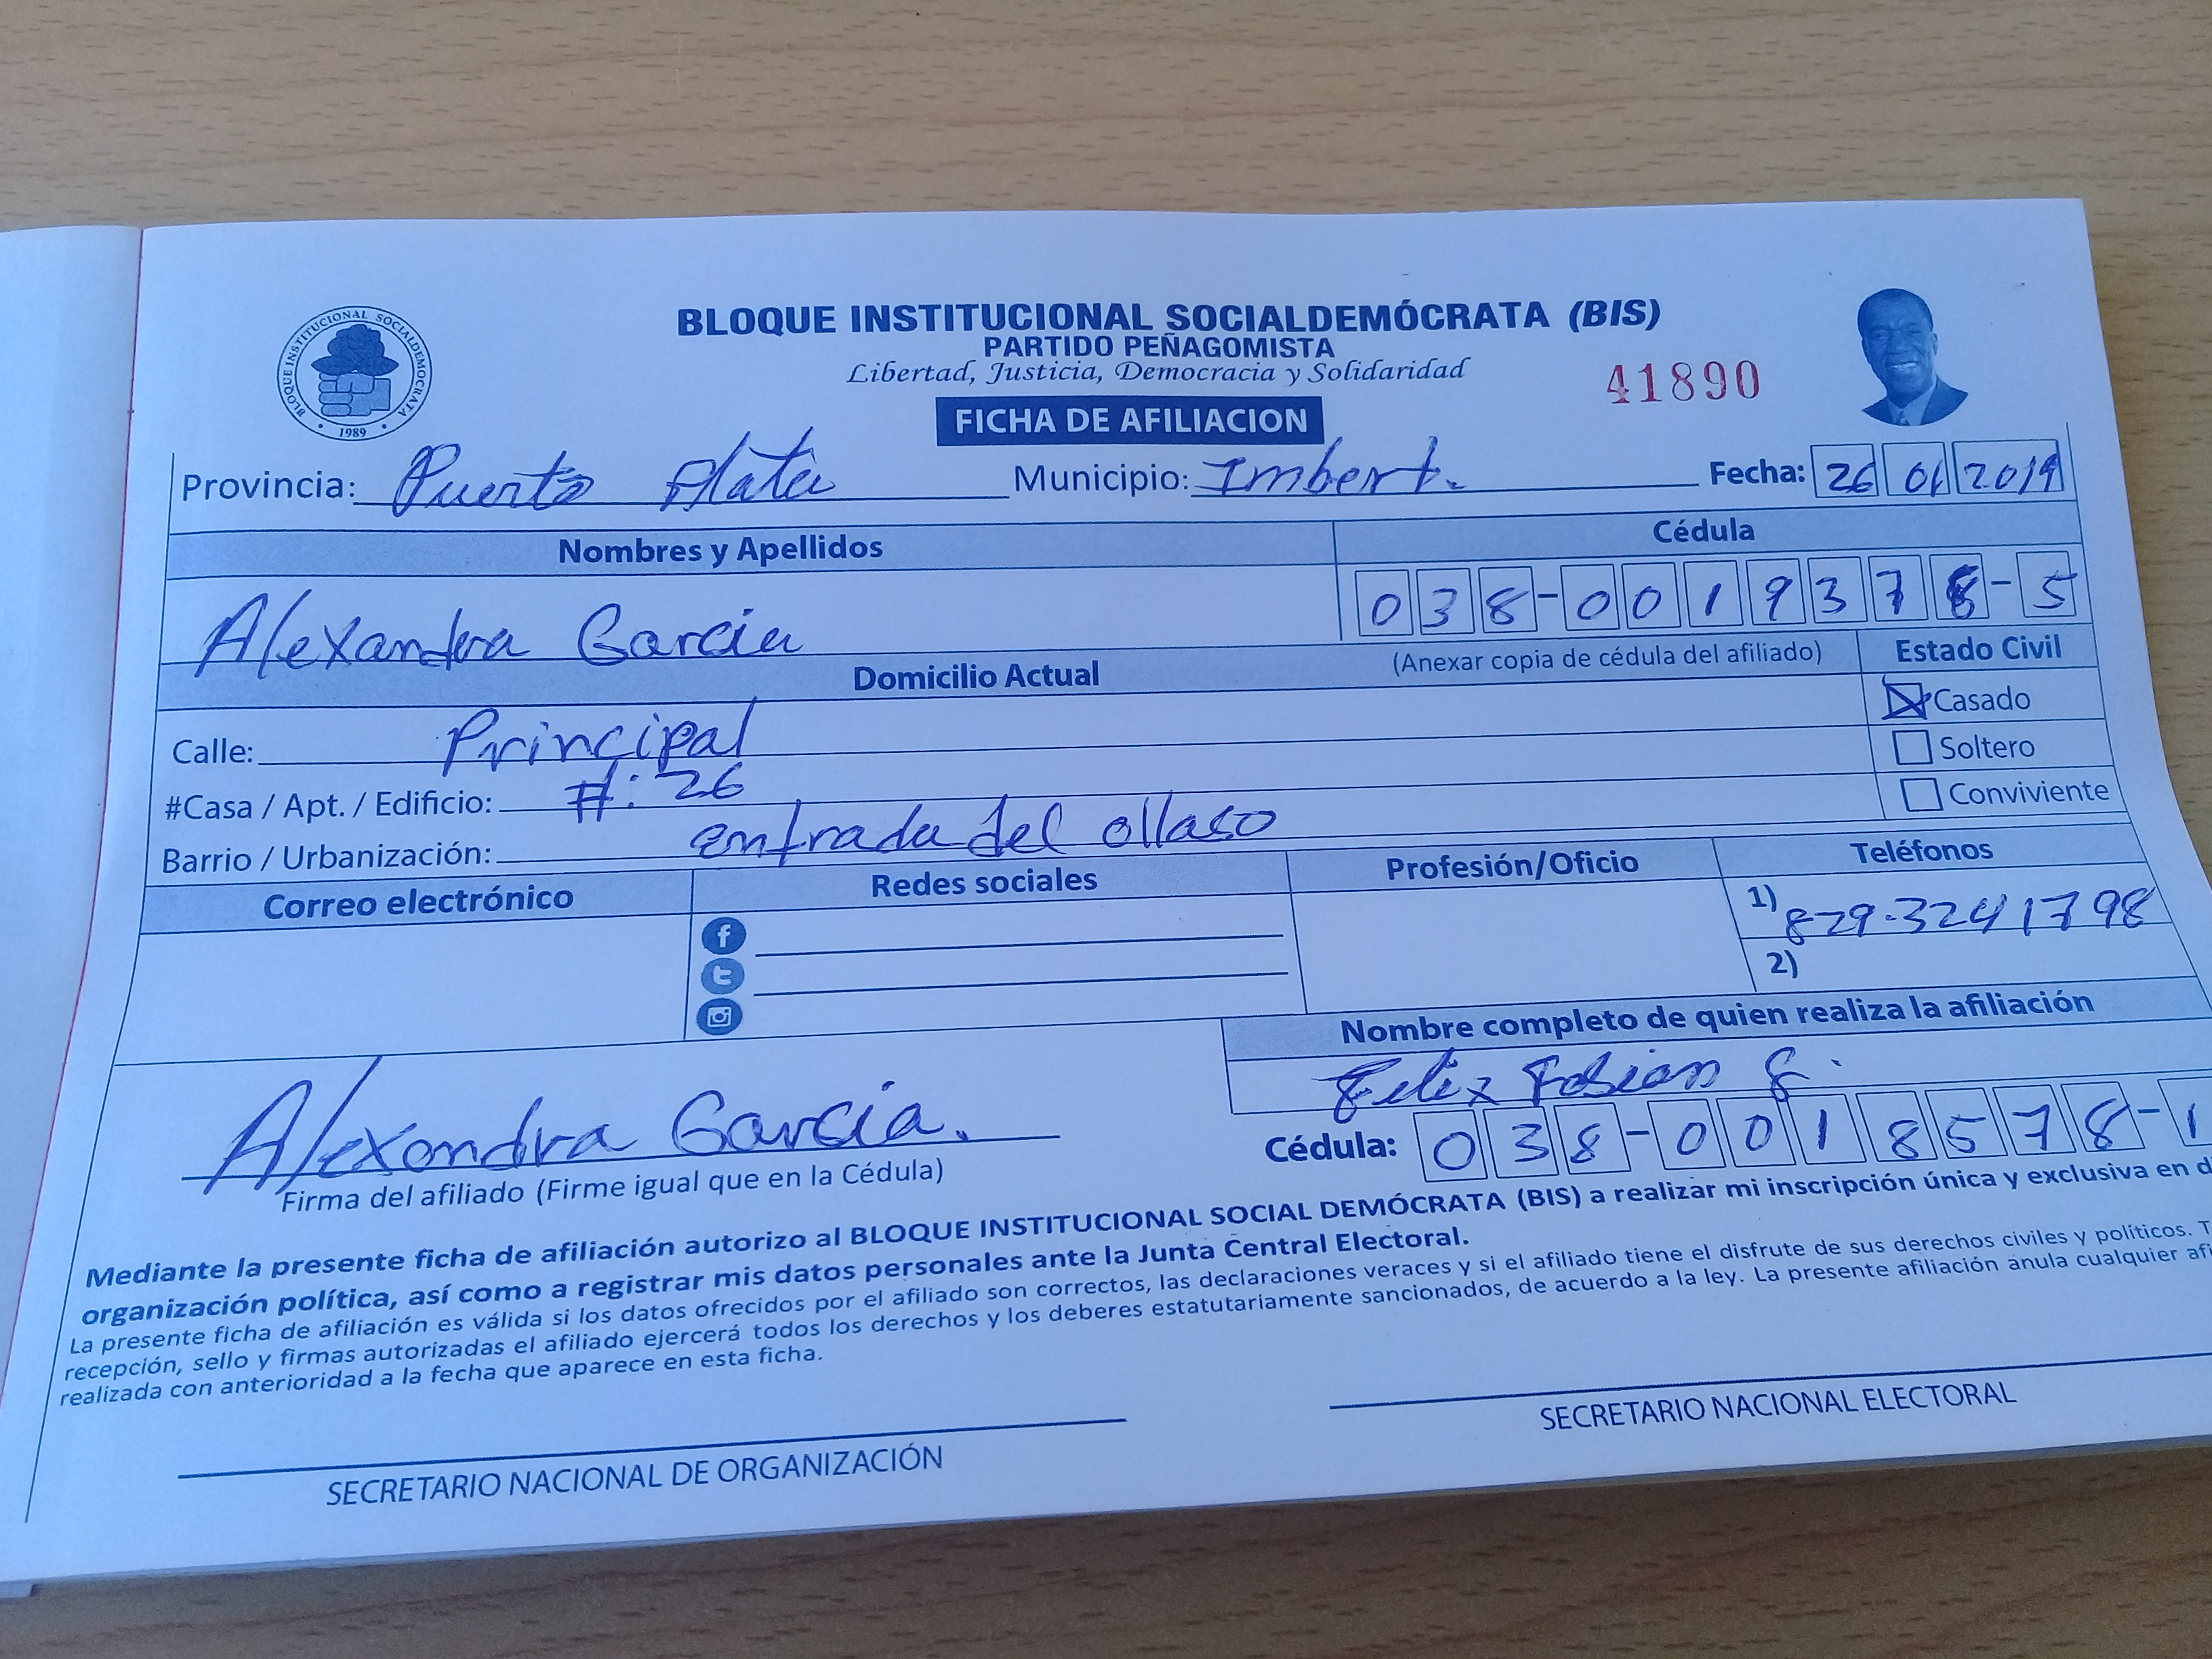 BLOQUE INSTITUCIONAL SOCIALDEMOCRATA
1989
BLOQUE INSTITUCIONAL SOCIALDEMÓCRATA (BIS)
PARTIDO PEÑAGOMISTA
Libertad, Justicia, Democracia y Solidaridad
41890
FICHA DE AFILIACION
Provincia: Puerto Plata Municipio: Imbert. Fecha: 26 01 2019
Nombres y Apellidos Cédula
Alexandra Garcia 038-0019378-5
Domicilio Actual (Anexar copia de cédula del afiliado) Estado Civil
Calle: Principal Casado
#Casa / Apt. / Edificio: #: 26 Soltero
Barrio / Urbanización: entrada del ollaso Conviviente
Correo electrónico Redes sociales Profesión/Oficio Teléfonos
1) 829-3241798
2)
Nombre completo de quien realiza la afiliación
Felix Fabian G.
Alexandra Garcia. Cédula: 038-0018578-1
Firma del afiliado (Firme igual que en la Cédula)
Mediante la presente ficha de afiliación autorizo al BLOQUE INSTITUCIONAL SOCIAL DEMÓCRATA (BIS) a realizar mi inscripción única y exclusiva en
organización política, así como a registrar mis datos personales ante la Junta Central Electoral.
La presente ficha de afiliación es válida si los datos ofrecidos por el afiliado son correctos, las declaraciones veraces y si el afiliado tiene el disfrute de sus derechos civiles y políticos.
recepción, sello y firmas autorizadas el afiliado ejercerá todos los derechos y los deberes estatutariamente sancionados, de acuerdo a la ley. La presente afiliación anula cualquier
realizada con anterioridad a la fecha que aparece en esta ficha.
SECRETARIO NACIONAL DE ORGANIZACIÓN SECRETARIO NACIONAL ELECTORAL